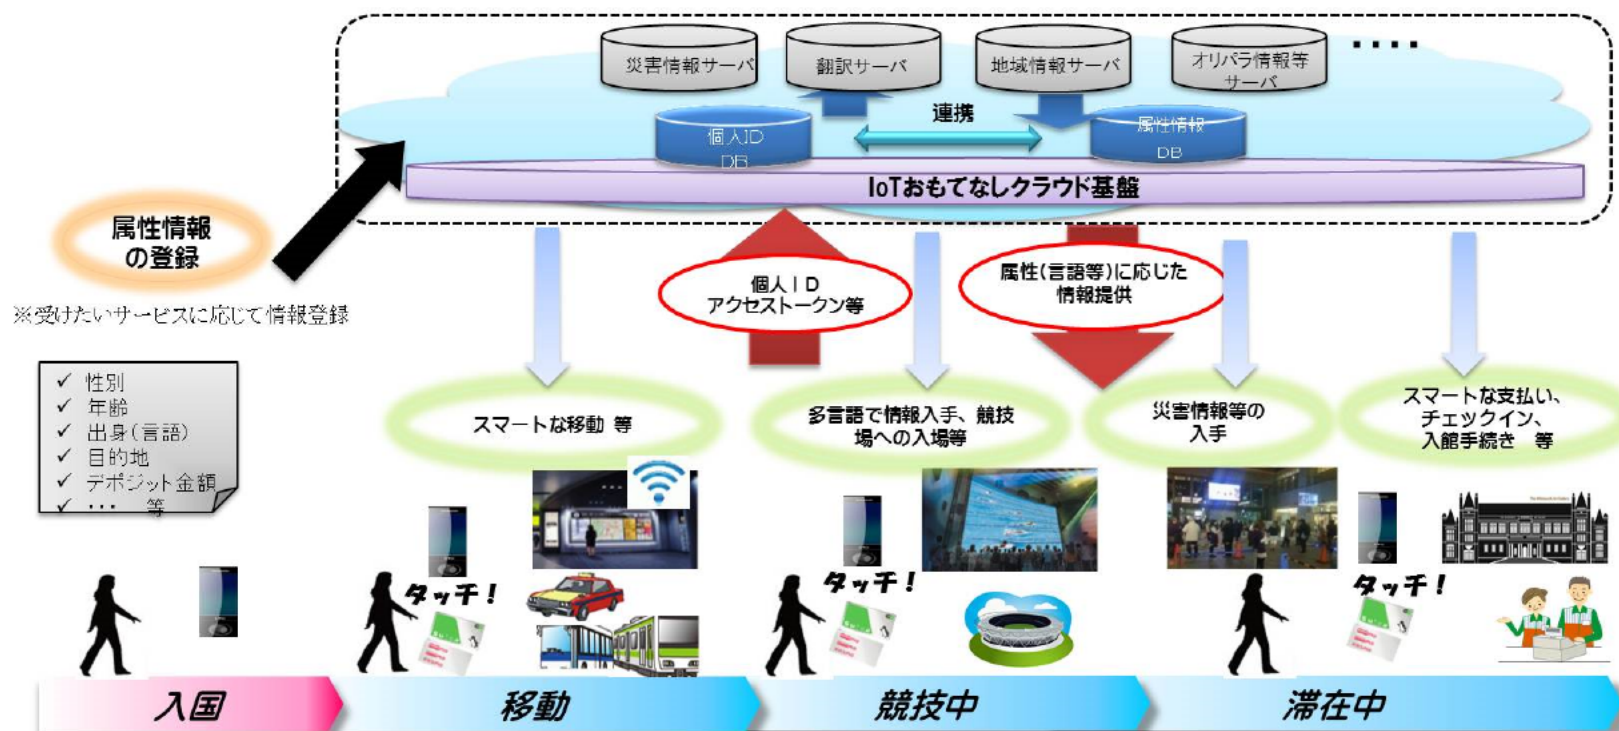 災害情報サーバ
翻訳サーバ
地域情報サーバ
オリパラ情報等
サーバ
個人ID
DB
連携
属性情報
DB
IoTおもてなしクラウド基盤
属性情報
の登録
※受けたいサービスに応じて情報登録
個人ID
アクセストークン等
属性(言語等)に応じた
情報提供
✓ 性別
✓ 年齢
✓ 出身(言語)
✓ 目的地
✓ デポジット金額
✓ ・・・ 等
スマートな移動 等
多言語で情報入手、競技
場への入場等
災害情報等の
入手
スマートな支払い、
チェックイン、
入館手続き 等
タッチ!
タッチ!
タッチ!
入国
移動
競技中
滞在中